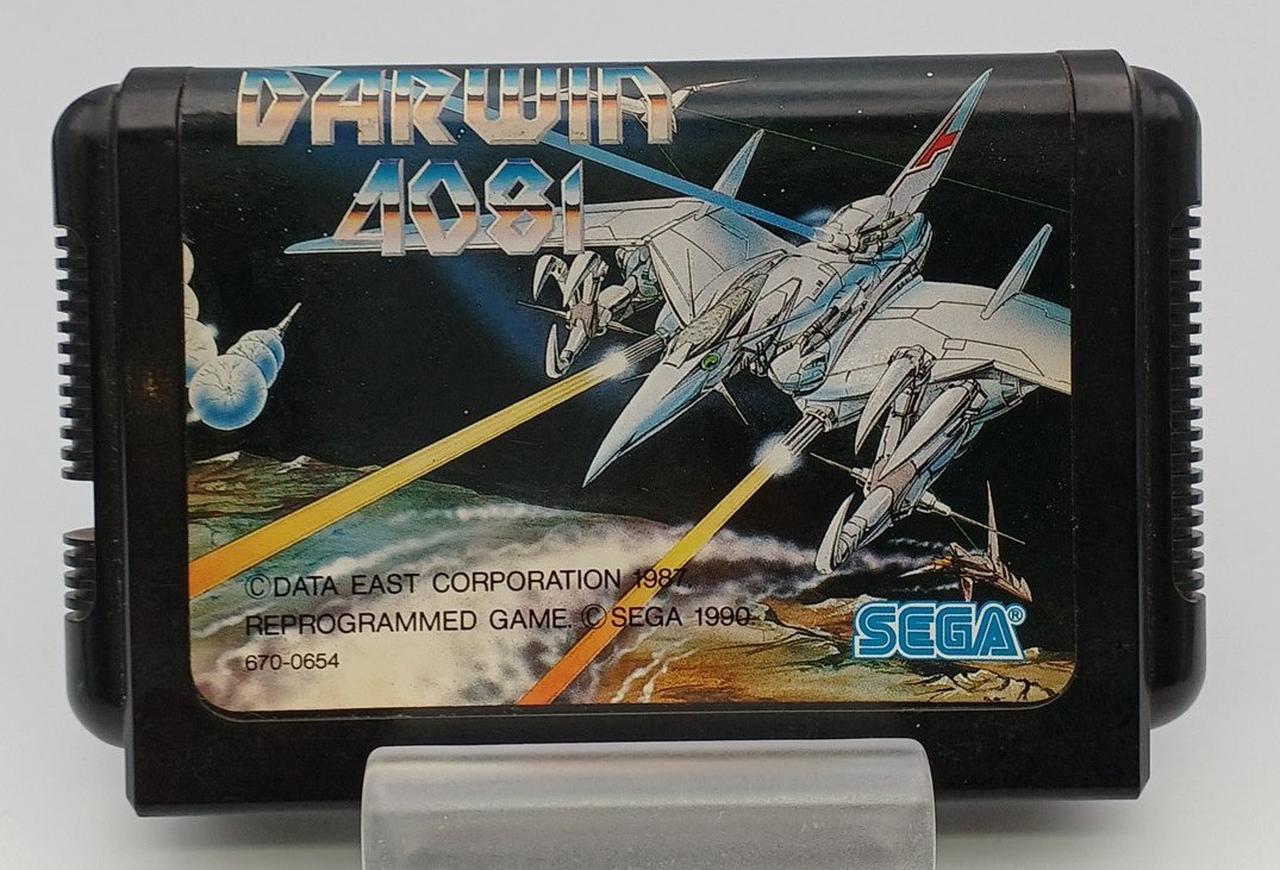 DARWIN
4081
©DATA EAST CORPORATION 1987.
REPROGRAMMED GAME. ©SEGA 1990
670-0654
SEGA®